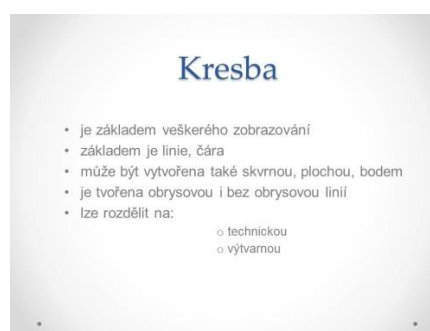 Kresba
• je základem veškerého zobrazování
• základem je linie, čára
• může být vytvořena také skvrnou, plochou, bodem
• je tvořena obrysovou i bez obrysovou linií
• lze rozdělit na:
o technickou
o výtvarnou